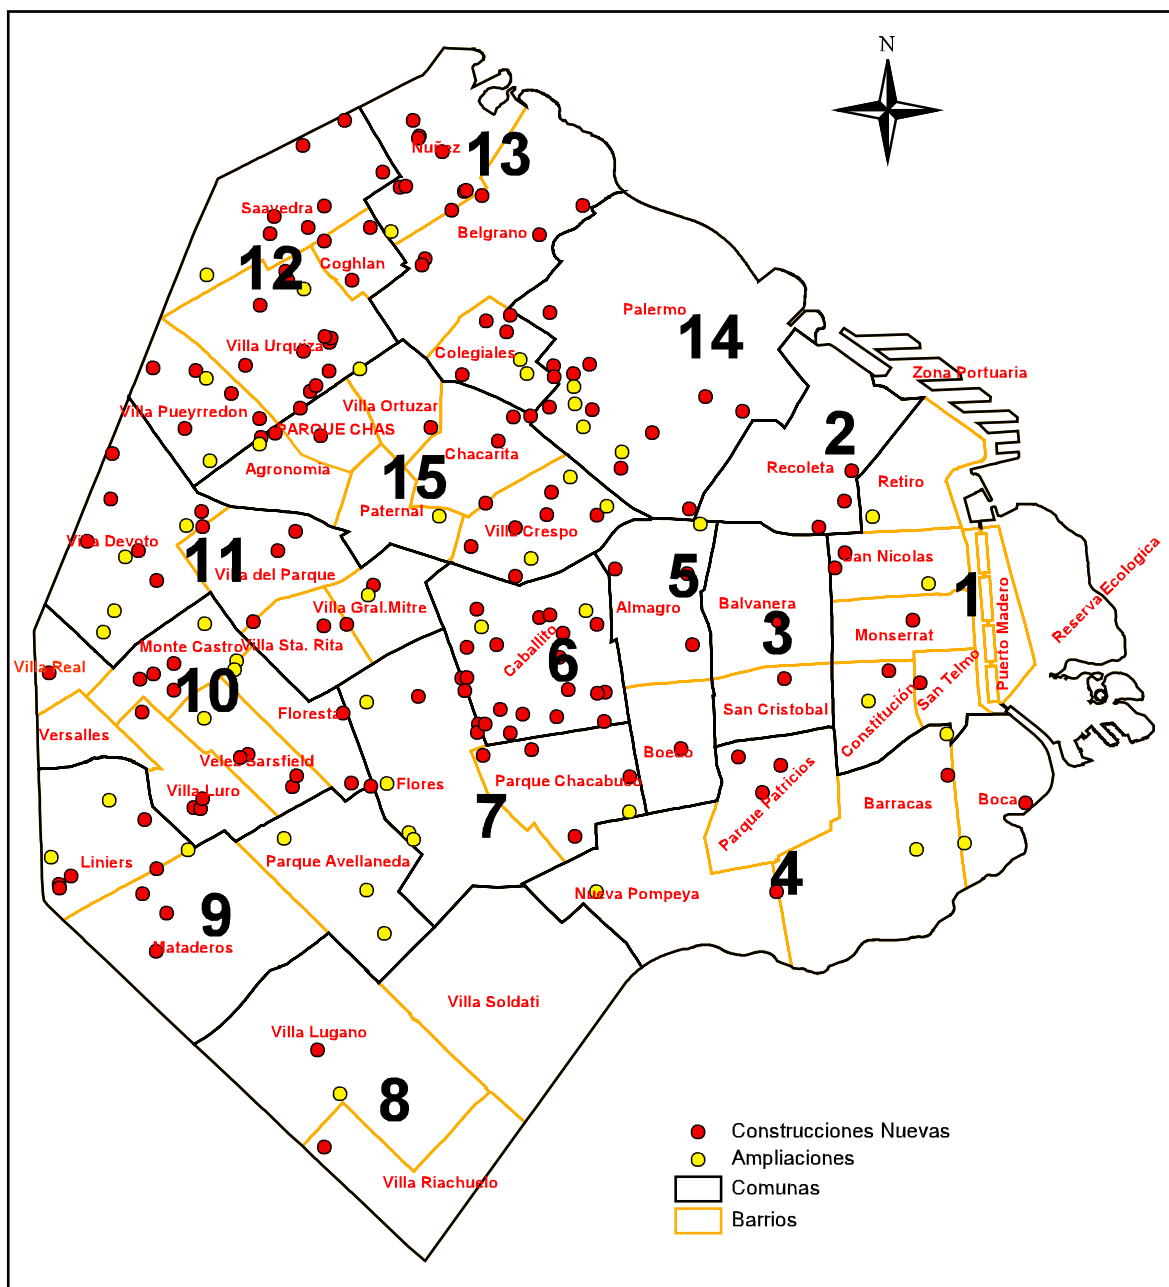 N
Nuñez
13
Saavedra
Belgrano
12
Coghlan
Palermo
14
Villa Urquiza
Colegiales
Zona Portuaria
Villa Pueyrredon
Villa Ortuzar
PARQUE CHAS
2
Chacarita
Agronomia
Recoleta
15
Retiro
Paternal
Villa Crespo
Villa Devoto
11
San Nicolas
Villa del Parque
5
Reserva Ecologica
1
Villa Gral.Mitre
Almagro
Balvanera
Puerto Madero
3
Monserrat
Monte Castro
Villa Sta. Rita
Caballito
6
Villa Real
San Telmo
10
Floresta
San Cristobal
Constitución
Versalles
Boedo
Velez Sarsfield
Flores
Parque Chacabuco
Villa Luro
Parque Patricios
Barracas
Boca
7
Liniers
Parque Avellaneda
4
Nueva Pompeya
9
Mataderos
Villa Soldati
Villa Lugano
8
Villa Riachuelo
Construcciones Nuevas
Ampliaciones
Comunas
Barrios